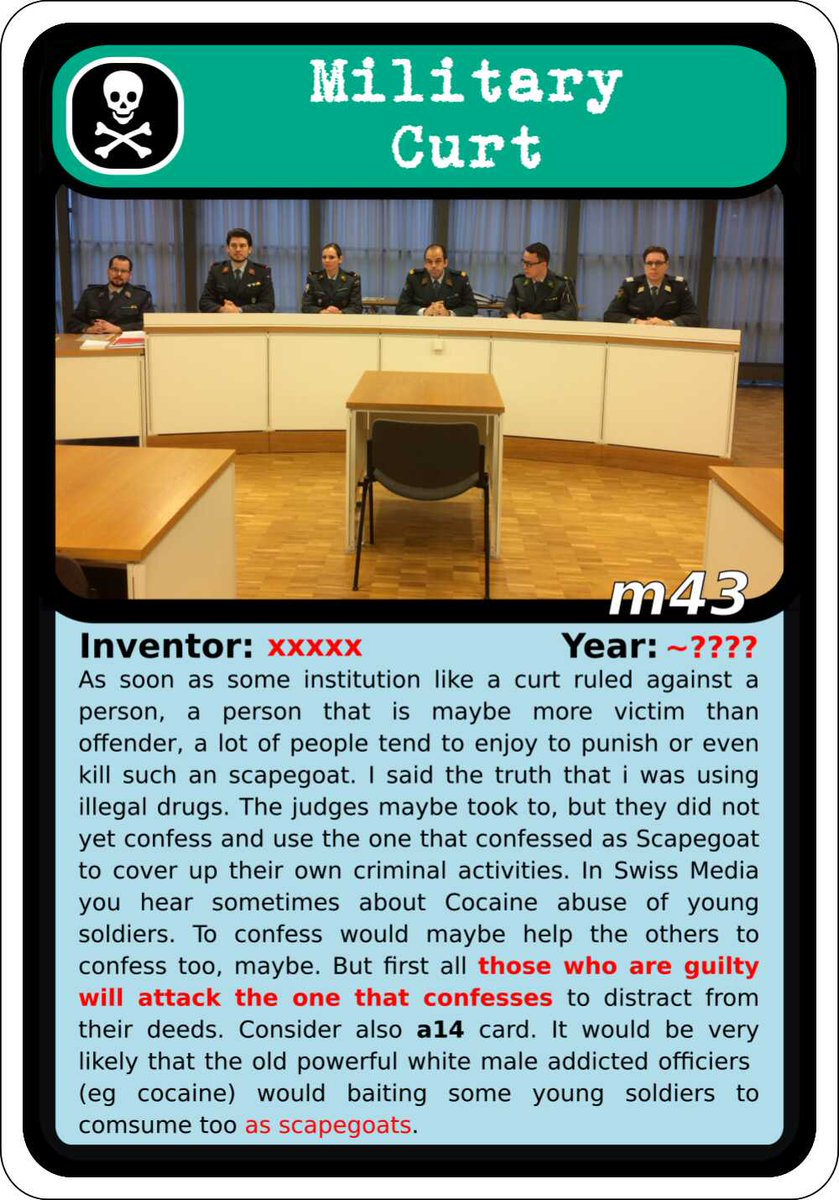 Military
Curt
m43
Inventor: xxxxx Year: ~????
As soon as some institution like a curt ruled against a
person, a person that is maybe more victim than
offender, a lot of people tend to enjoy to punish or even
kill such an scapegoat. I said the truth that i was using
illegal drugs. The judges maybe took to, but they did not
yet confess and use the one that confessed as Scapegoat
to cover up their own criminal activities. In Swiss Media
you hear sometimes about Cocaine abuse of young
soldiers. To confess would maybe help the others to
confess too, maybe. But first all those who are guilty
will attack the one that confesses to distract from
their deeds. Consider also a14 card. It would be very
likely that the old powerful white male addicted officiers
(eg cocaine) would baiting some young soldiers to
comsume too as scapegoats.